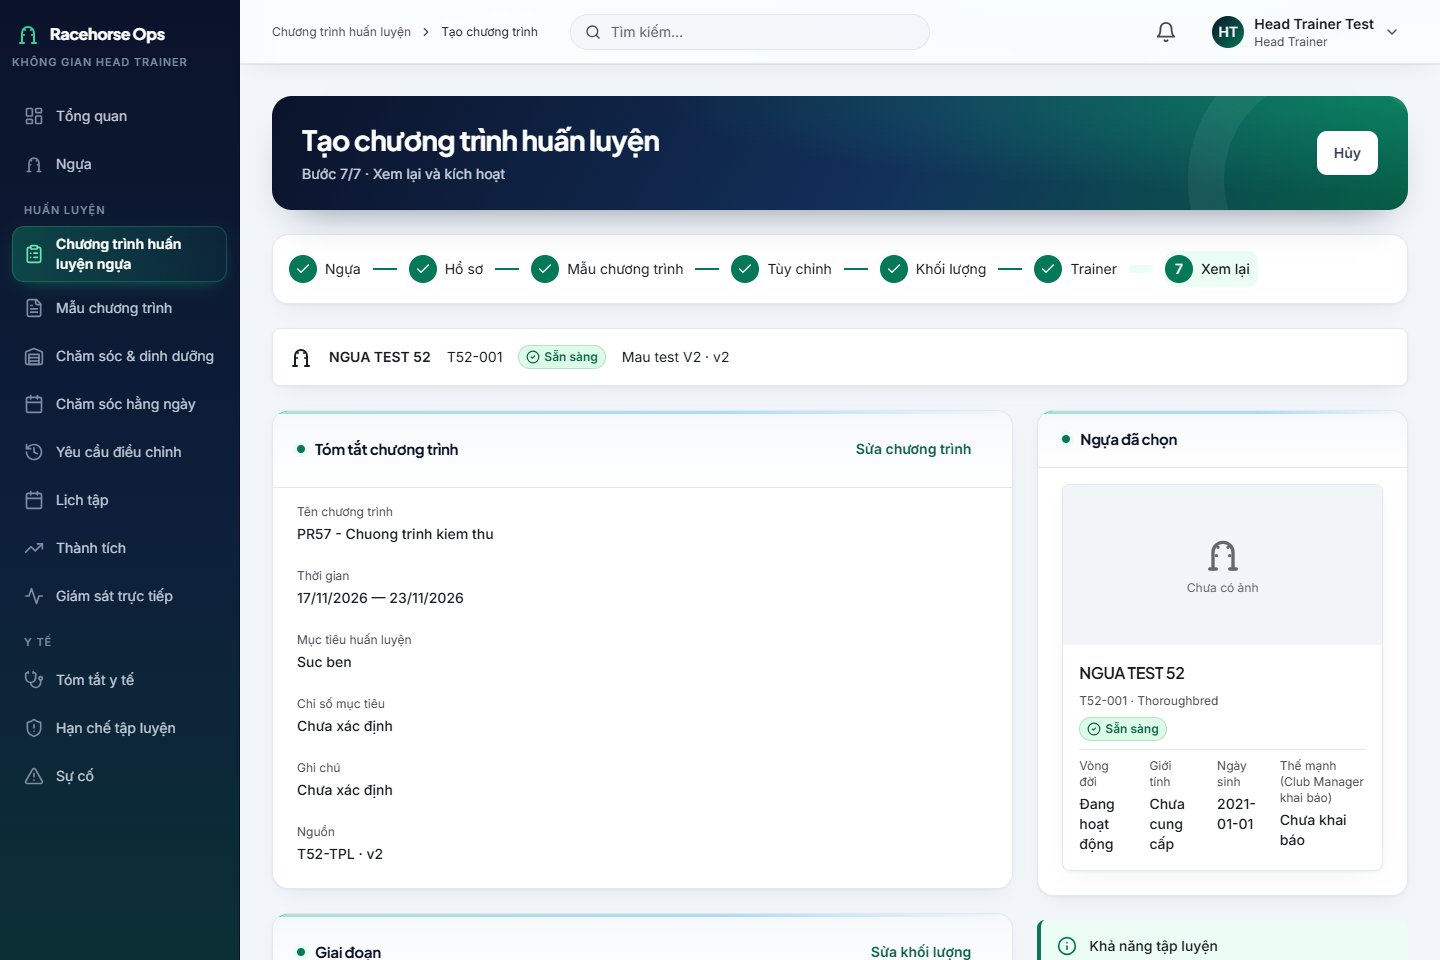 Racehorse Ops
KHÔNG GIAN HEAD TRAINER
Tổng quan
Ngựa
HUẤN LUYỆN
Chương trình huấn
luyện ngựa
Mẫu chương trình
Chăm sóc & dinh dưỡng
Chăm sóc hằng ngày
Yêu cầu điều chỉnh
Lịch tập
Thành tích
Giám sát trực tiếp
Y TẾ
Tóm tắt y tế
Hạn chế tập luyện
Sự cố
Chương trình huấn luyện > Tạo chương trình
Tìm kiếm...
HT
Head Trainer Test
Head Trainer
Tạo chương trình huấn luyện
Bước 7/7 · Xem lại và kích hoạt
Hủy
Ngựa
Hồ sơ
Mẫu chương trình
Tùy chỉnh
Khối lượng
Trainer
7 Xem lại
NGUA TEST 52 T52-001 Sẵn sàng Mau test V2 · v2
Tóm tắt chương trình
Sửa chương trình
Tên chương trình
PR57 - Chuong trinh kiem thu
Thời gian
17/11/2026 — 23/11/2026
Mục tiêu huấn luyện
Suc ben
Chỉ số mục tiêu
Chưa xác định
Ghi chú
Chưa xác định
Nguồn
T52-TPL · v2
Giai đoạn
Sửa khối lượng
Ngựa đã chọn
Chưa có ảnh
NGUA TEST 52
T52-001 · Thoroughbred
Sẵn sàng
Vòng
đời
Đang
hoạt
động
Giới
tính
Chưa
cung
cấp
Ngày
sinh
2021-
01-01
Thế mạnh
(Club Manager
khai báo)
Chưa khai
báo
Khả năng tập luyện